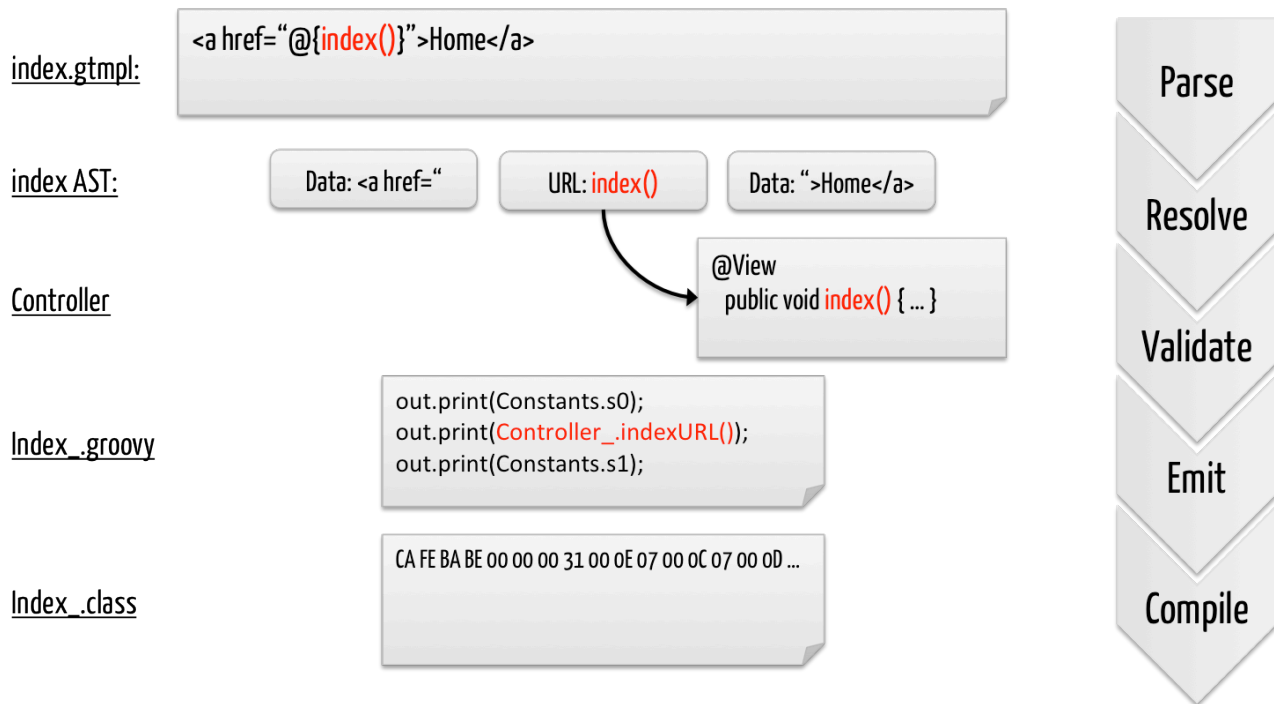 index.gtmpl:
<a href=“@{index()}”>Home</a>
index AST:
Data: <a href=“
URL: index()
Data: “>Home</a>
Controller
@View
public void index() { ... }
Index_.groovy
out.print(Constants.s0);
out.print(Controller_.indexURL());
out.print(Constants.s1);
Index_.class
CA FE BA BE 00 00 00 31 00 0E 07 00 0C 07 00 0D ...
Parse
Resolve
Validate
Emit
Compile